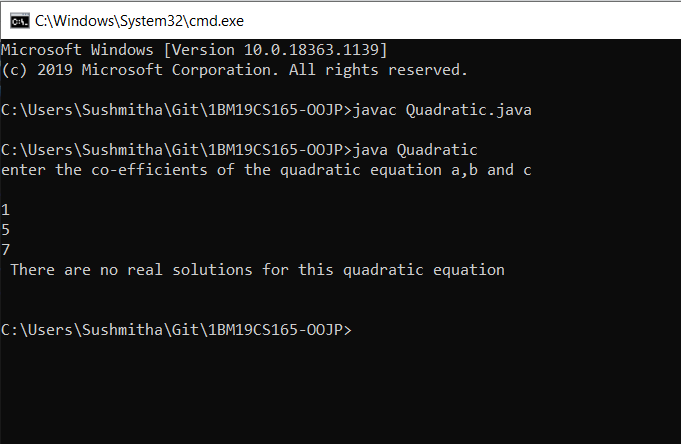 C:\Windows\System32\cmd.exe
Microsoft Windows [Version 10.0.18363.1139]
(c) 2019 Microsoft Corporation. All rights reserved.
C:\Users\Sushmitha\Git\1BM19CS165-OOJP>javac Quadratic.java
C:\Users\Sushmitha\Git\1BM19CS165-OOJP>java Quadratic
enter the co-efficients of the quadratic equation a,b and c
1
5
7
There are no real solutions for this quadratic equation
C:\Users\Sushmitha\Git\1BM19CS165-OOJP>